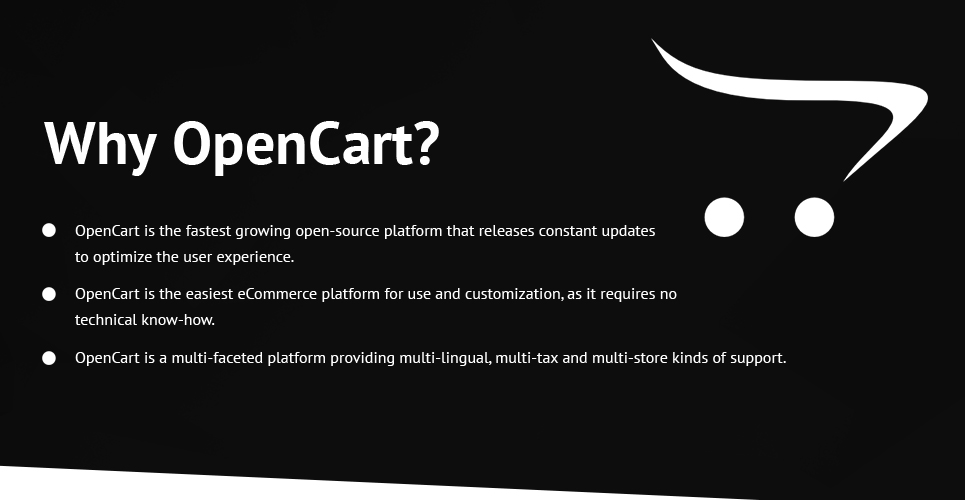 Why OpenCart?
OpenCart is the fastest growing open-source platform that releases constant updates
to optimize the user experience.
OpenCart is the easiest eCommerce platform for use and customization, as it requires no
technical know-how.
OpenCart is a multi-faceted platform providing multi-lingual, multi-tax and multi-store kinds of support.